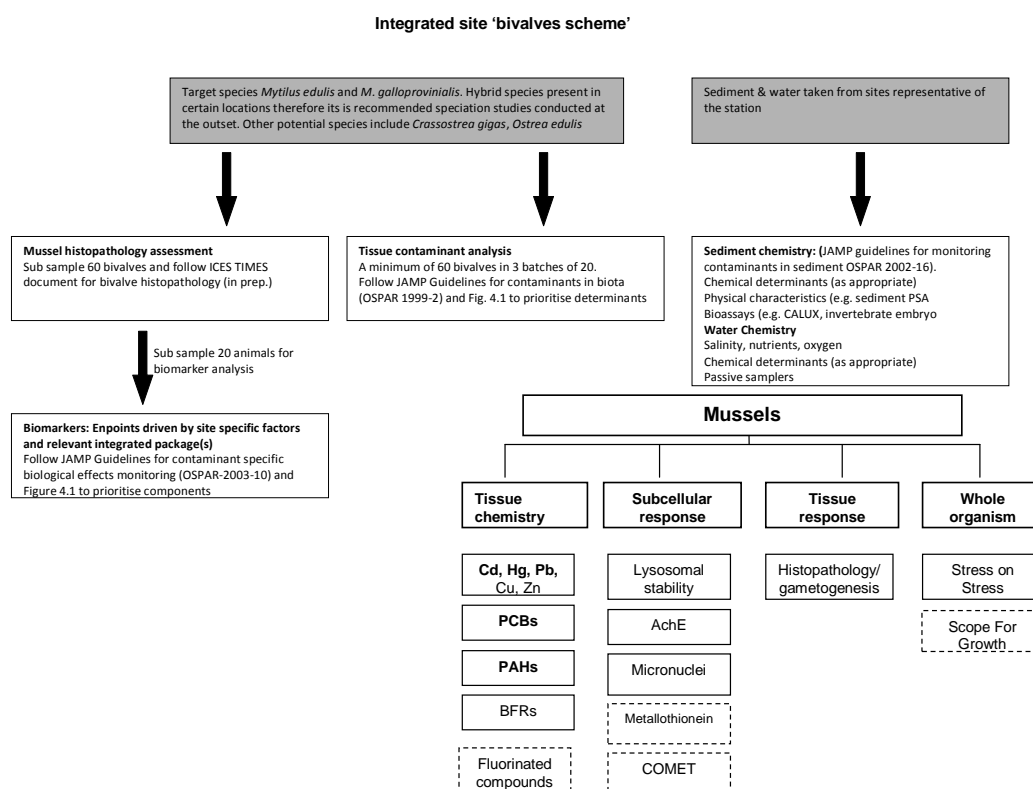 Integrated site ‘bivalves scheme’
Target species Mytilus edulis and M. galloprovinialis. Hybrid species present in
certain locations therefore its is recommended speciation studies conducted at
the outset. Other potential species include Crassostrea gigas, Ostrea edulis
Sediment & water taken from sites representative of
the station
Mussel histopathology assessment
Sub sample 60 bivalves and follow ICES TIMES
document for bivalve histopathology (in prep.)
Tissue contaminant analysis
A minimum of 60 bivalves in 3 batches of 20.
Follow JAMP Guidelines for contaminants in biota
(OSPAR 1999-2) and Fig. 4.1 to prioritise determinants
Sediment chemistry: (JAMP guidelines for monitoring
contaminants in sediment OSPAR 2002-16).
Chemical determinants (as appropriate)
Physical characteristics (e.g. sediment PSA
Bioassays (e.g. CALUX, invertebrate embryo
Water Chemistry
Salinity, nutrients, oxygen
Chemical determinants (as appropriate)
Passive samplers
Sub sample 20 animals for
biomarker analysis
Biomarkers: Enpoints driven by site specific factors
and relevant integrated package(s)
Follow JAMP Guidelines for contaminant specific
biological effects monitoring (OSPAR-2003-10) and
Figure 4.1 to prioritise components
Mussels
Tissue
chemistry
Subcellular
response
Tissue
response
Whole
organism
Cd, Hg, Pb,
Cu, Zn
PCBs
PAHs
BFRs
Fluorinated
compounds
Lysosomal
stability
AchE
Micronuclei
Metallothionein
COMET
Histopathology/
gametogenesis
Stress on
Stress
Scope For
Growth